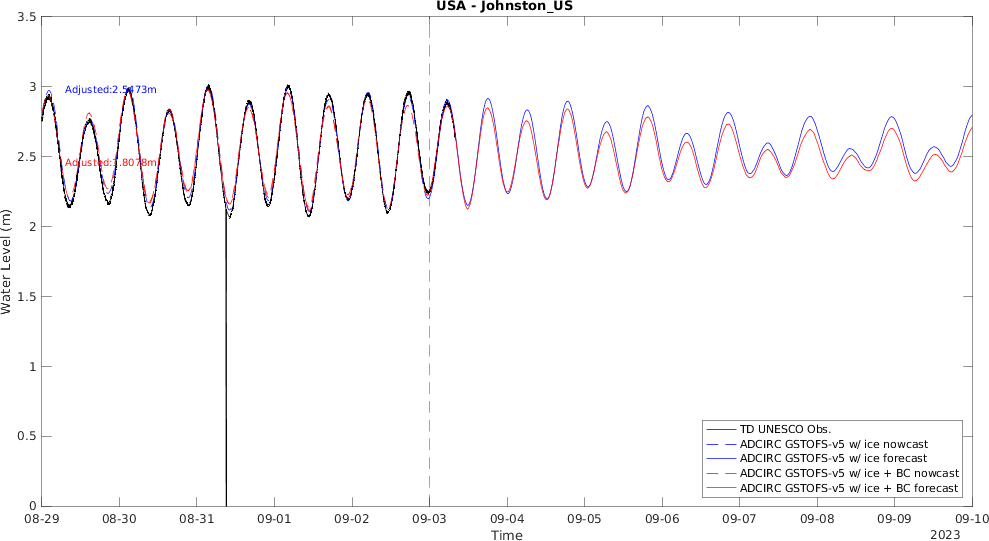 USA - Johnston_US
3.5
3
2.5
2
1.5
1
0.5
0
Water Level (m)
Adjusted:2.5473m
Adjusted:1.8078m
TD UNESCO Obs.
ADCIRC GSTOFS-v5 w/ ice nowcast
ADCIRC GSTOFS-v5 w/ ice forecast
ADCIRC GSTOFS-v5 w/ ice + BC nowcast
ADCIRC GSTOFS-v5 w/ ice + BC forecast
08-29 08-30 08-31 09-01 09-02 09-03 09-04 09-05 09-06 09-07 09-08 09-09 09-10
Time
2023